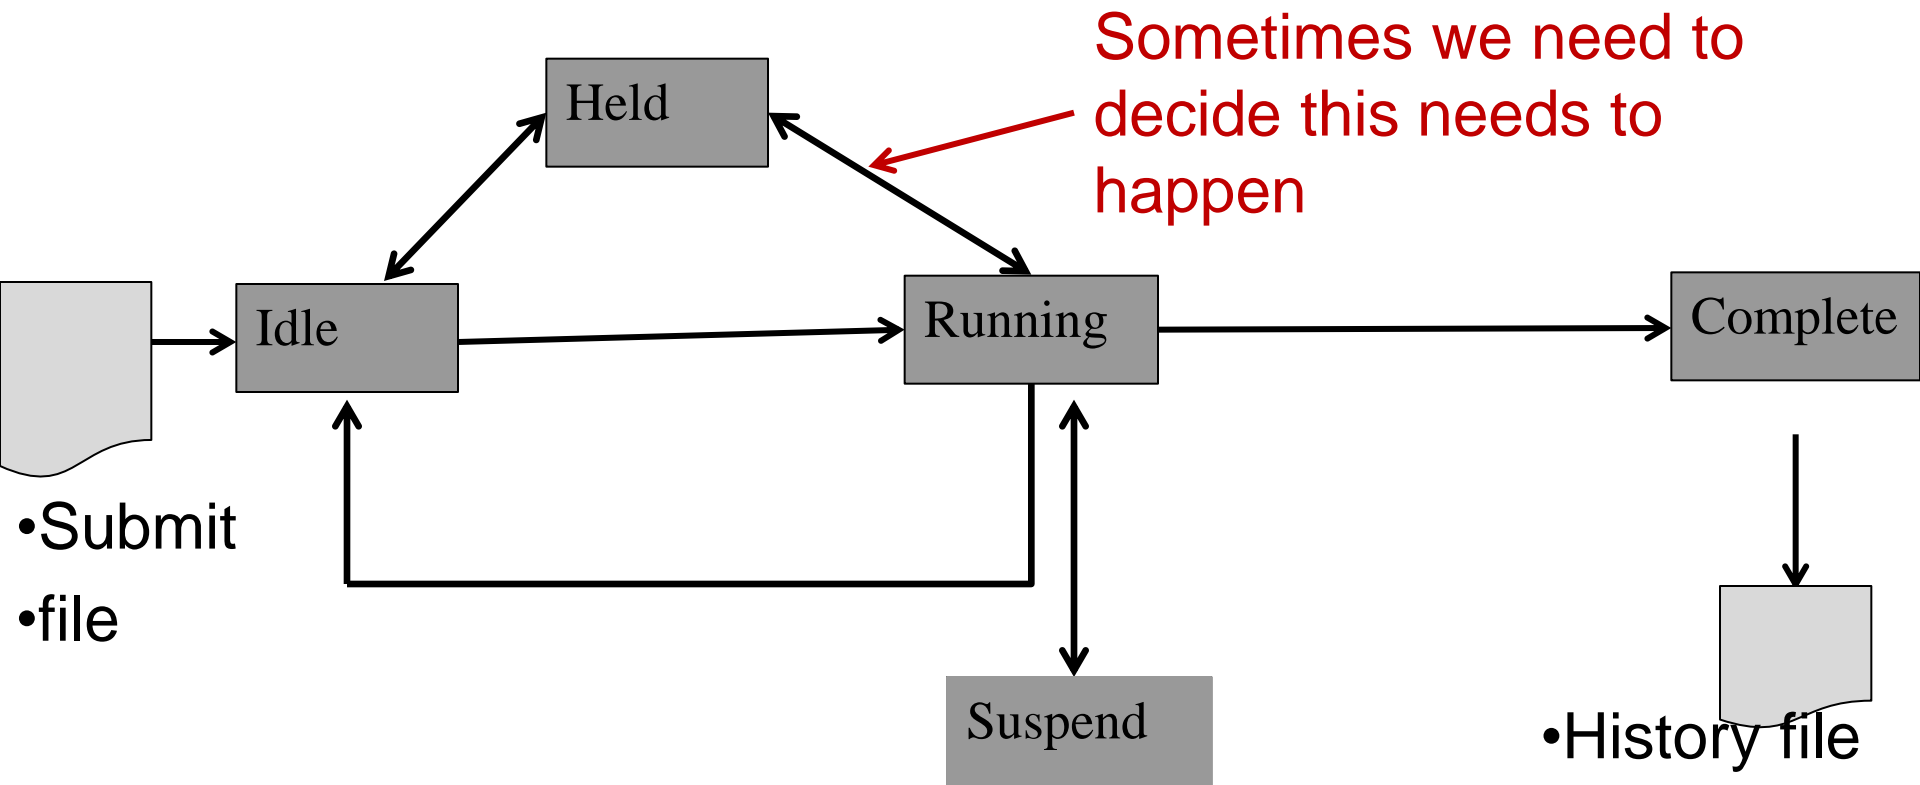 Sometimes we need to
decide this needs to
happen
Held
Idle
Running
Complete
•Submit
•file
Suspend
•History file